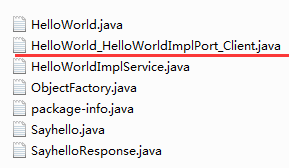 HelloWorld.java
HelloWorld_HelloWorldImplPort_Client.java
HelloWorldImplService.java
ObjectFactory.java
package-info.java
Sayhello.java
SayhelloResponse.java